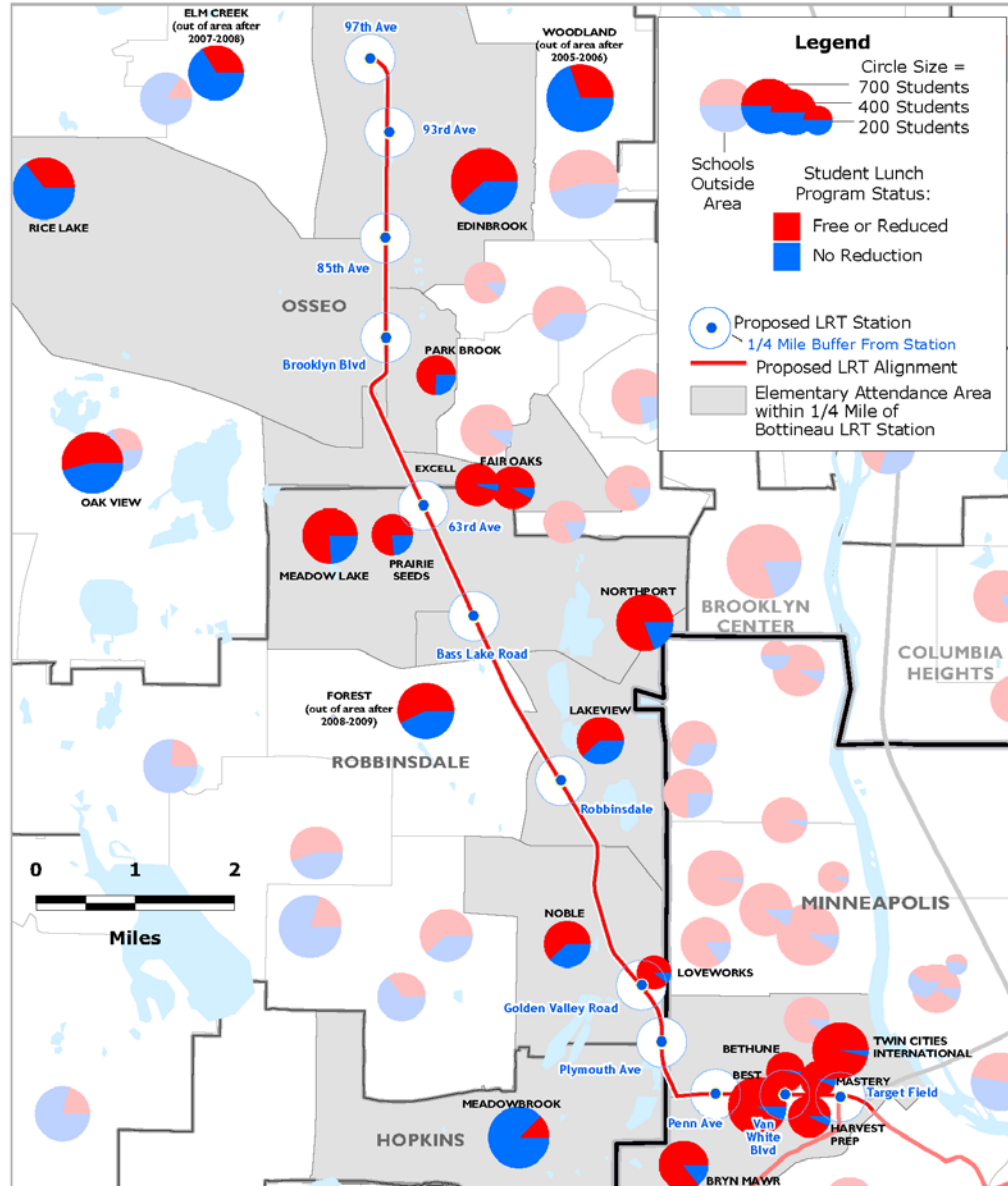 ELM CREEK
(out of area after
2007-2008)
97th Ave
WOODLAND
(out of area after
2005-2006)
93rd Ave
RICE LAKE
EDINBROOK
85th Ave
OSSEO
Brooklyn Blvd
PARK BROOK
OAK VIEW
EXCELL
FAIR OAKS
63rd Ave
MEADOW LAKE
PRAIRIE
SEEDS
NORTHPORT
BROOKLYN
CENTER
Bass Lake Road
COLUMBIA
HEIGHTS
FOREST
(out of area after
2008-2009)
LAKEVIEW
ROBBINSDALE
Robbinsdale
0 1 2
Miles
MINNEAPOLIS
NOBLE
LOVEWORKS
Golden Valley Road
Plymouth Ave
BETHUNE
TWIN CITIES
INTERNATIONAL
BEST
MASTERY
Target Field
MEADOWBROOK
Penn Ave
Van
White
Blvd
HARVEST
PREP
HOPKINS
BRYN MAWR
Legend
Circle Size =
700 Students
400 Students
200 Students
Schools
Outside
Area
Student Lunch
Program Status:
Free or Reduced
No Reduction
Proposed LRT Station
1/4 Mile Buffer From Station
Proposed LRT Alignment
Elementary Attendance Area
within 1/4 Mile of
Bottineau LRT Station